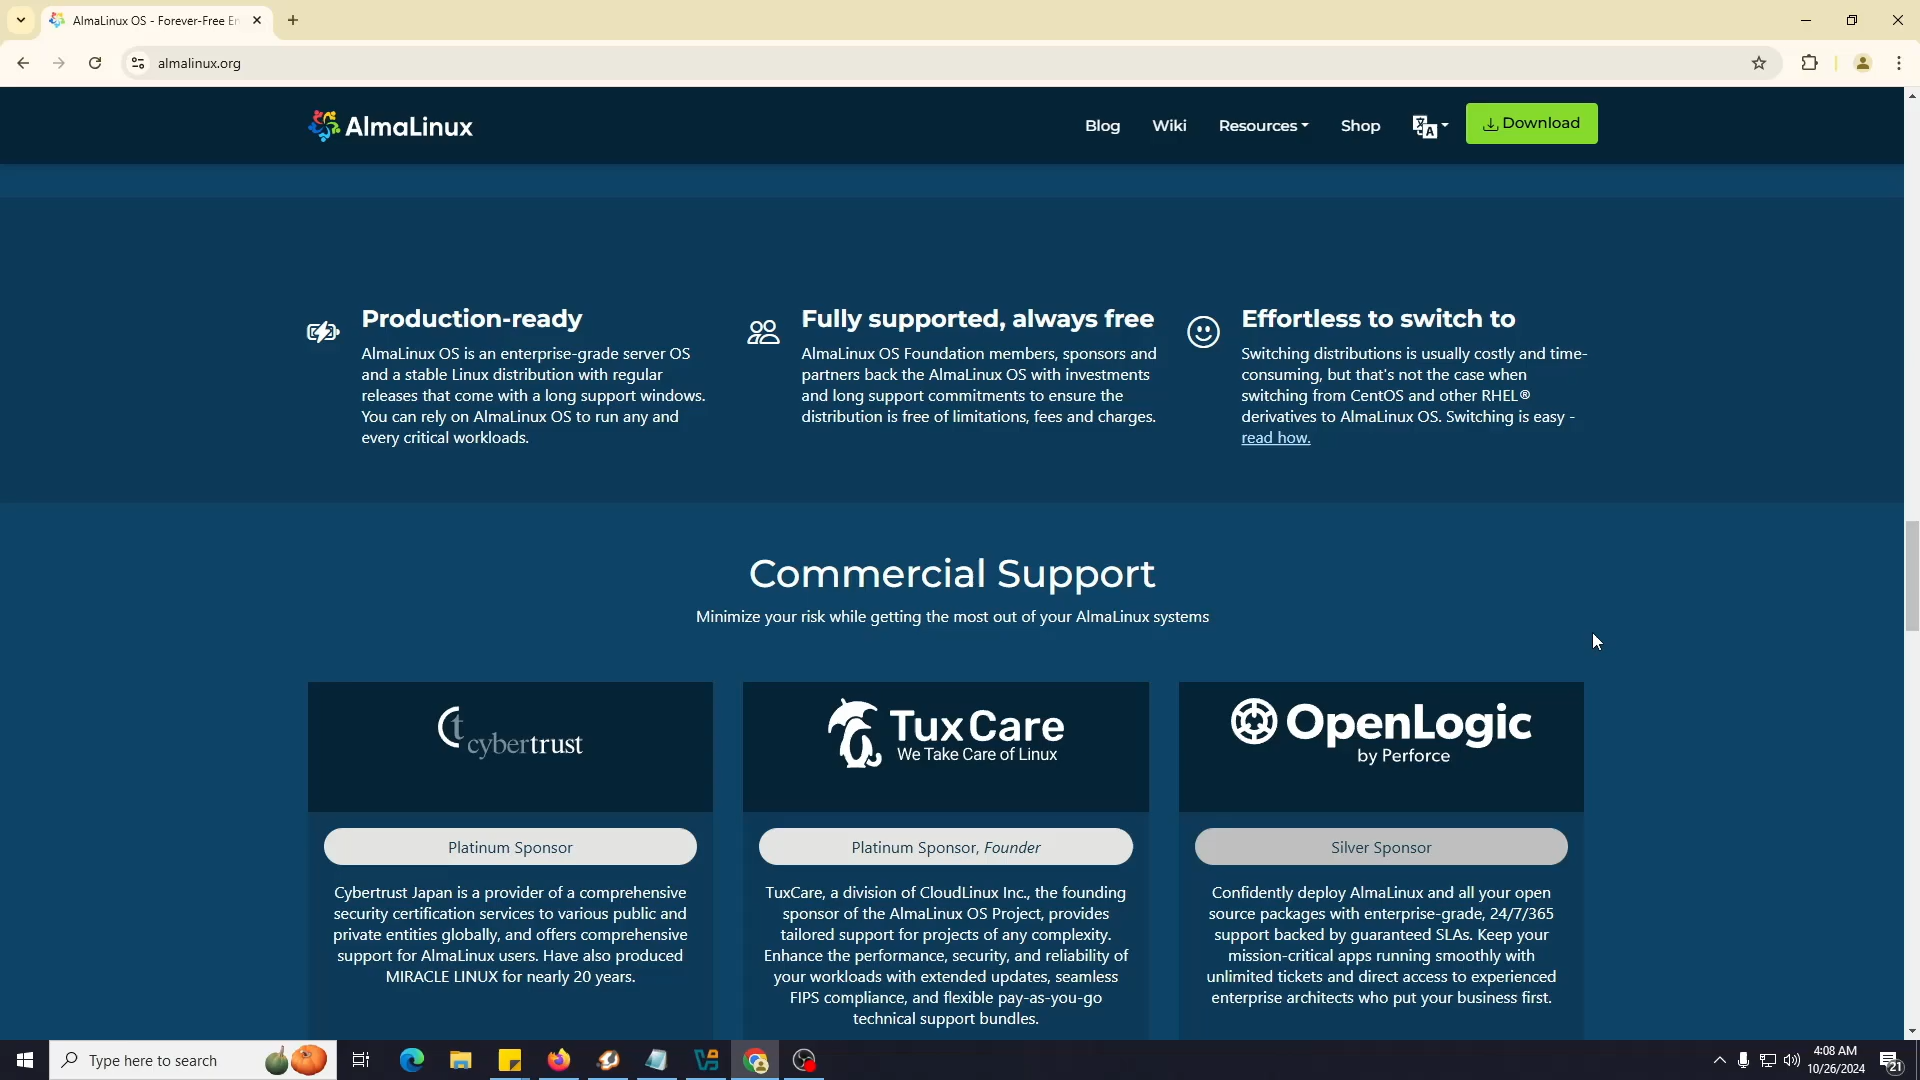 AlmaLinux OS - Forever-Free En
almalinux.org
AlmaLinux
Blog
Wiki
Resources
Shop
Download
Production-ready
AlmaLinux OS is an enterprise-grade server OS
and a stable Linux distribution with regular
releases that come with a long support windows.
You can rely on AlmaLinux OS to run any and
every critical workloads.
Fully supported, always free
AlmaLinux OS Foundation members, sponsors and
partners back the AlmaLinux OS with investments
and long support commitments to ensure the
distribution is free of limitations, fees and charges.
Effortless to switch to
Switching distributions is usually costly and time-
consuming, but that's not the case when
switching from CentOS and other RHEL®
derivatives to AlmaLinux OS. Switching is easy -
read how.
Commercial Support
Minimize your risk while getting the most out of your AlmaLinux systems
cybertrust
Platinum Sponsor
Cybertrust Japan is a provider of a comprehensive
security certification services to various public and
private entities globally, and offers comprehensive
support for AlmaLinux users. Have also produced
MIRACLE LINUX for nearly 20 years.
TuxCare
We Take Care of Linux
Platinum Sponsor, Founder
TuxCare, a division of CloudLinux Inc., the founding
sponsor of the AlmaLinux OS Project, provides
tailored support for projects of any complexity.
Enhance the performance, security, and reliability of
your workloads with extended updates, seamless
FIPS compliance, and flexible pay-as-you-go
technical support bundles.
OpenLogic
by Perforce
Silver Sponsor
Confidently deploy AlmaLinux and all your open
source packages with enterprise-grade, 24/7/365
support backed by guaranteed SLAs. Keep your
mission-critical apps running smoothly with
unlimited tickets and direct access to experienced
enterprise architects who put your business first.
Type here to search
4:08 AM
10/26/2024
21